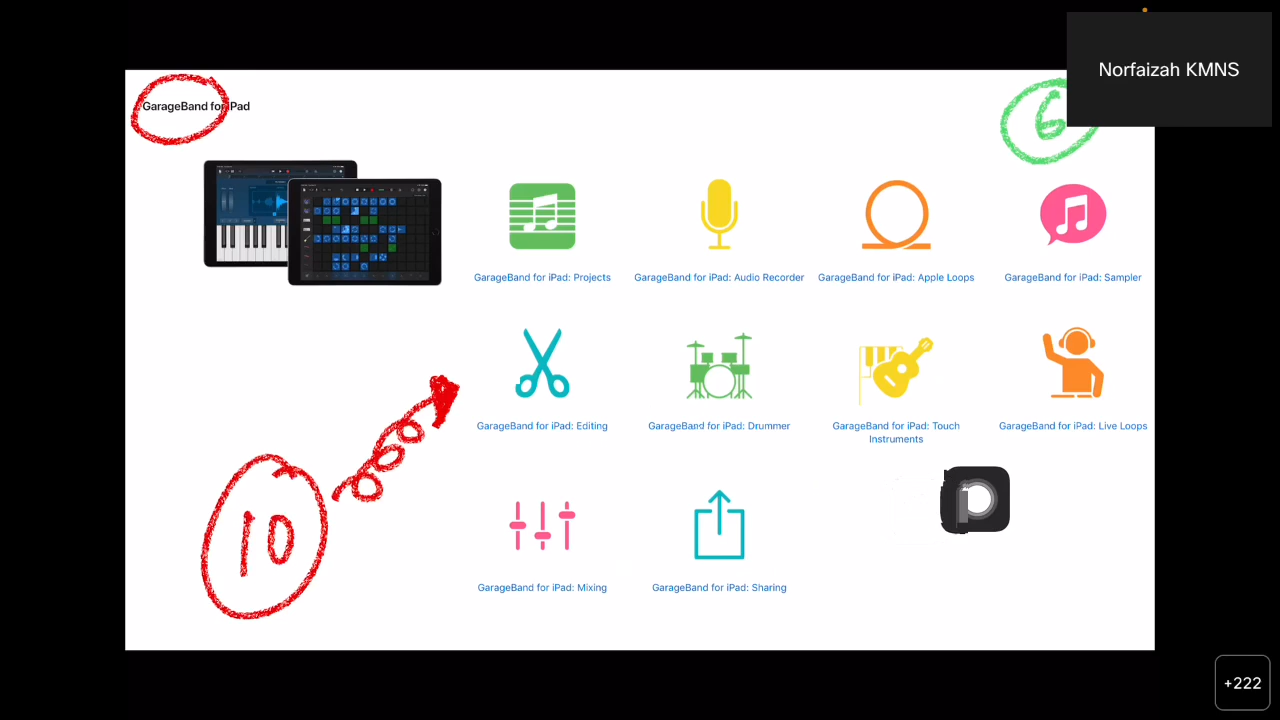 Norfaizah KMNS
GarageBand for iPad
6
GarageBand for iPad: Projects
GarageBand for iPad: Audio Recorder
GarageBand for iPad: Apple Loops
GarageBand for iPad: Sampler
GarageBand for iPad: Editing
GarageBand for iPad: Drummer
GarageBand for iPad: Touch
Instruments
GarageBand for iPad: Live Loops
10
GarageBand for iPad: Mixing
GarageBand for iPad: Sharing
+222